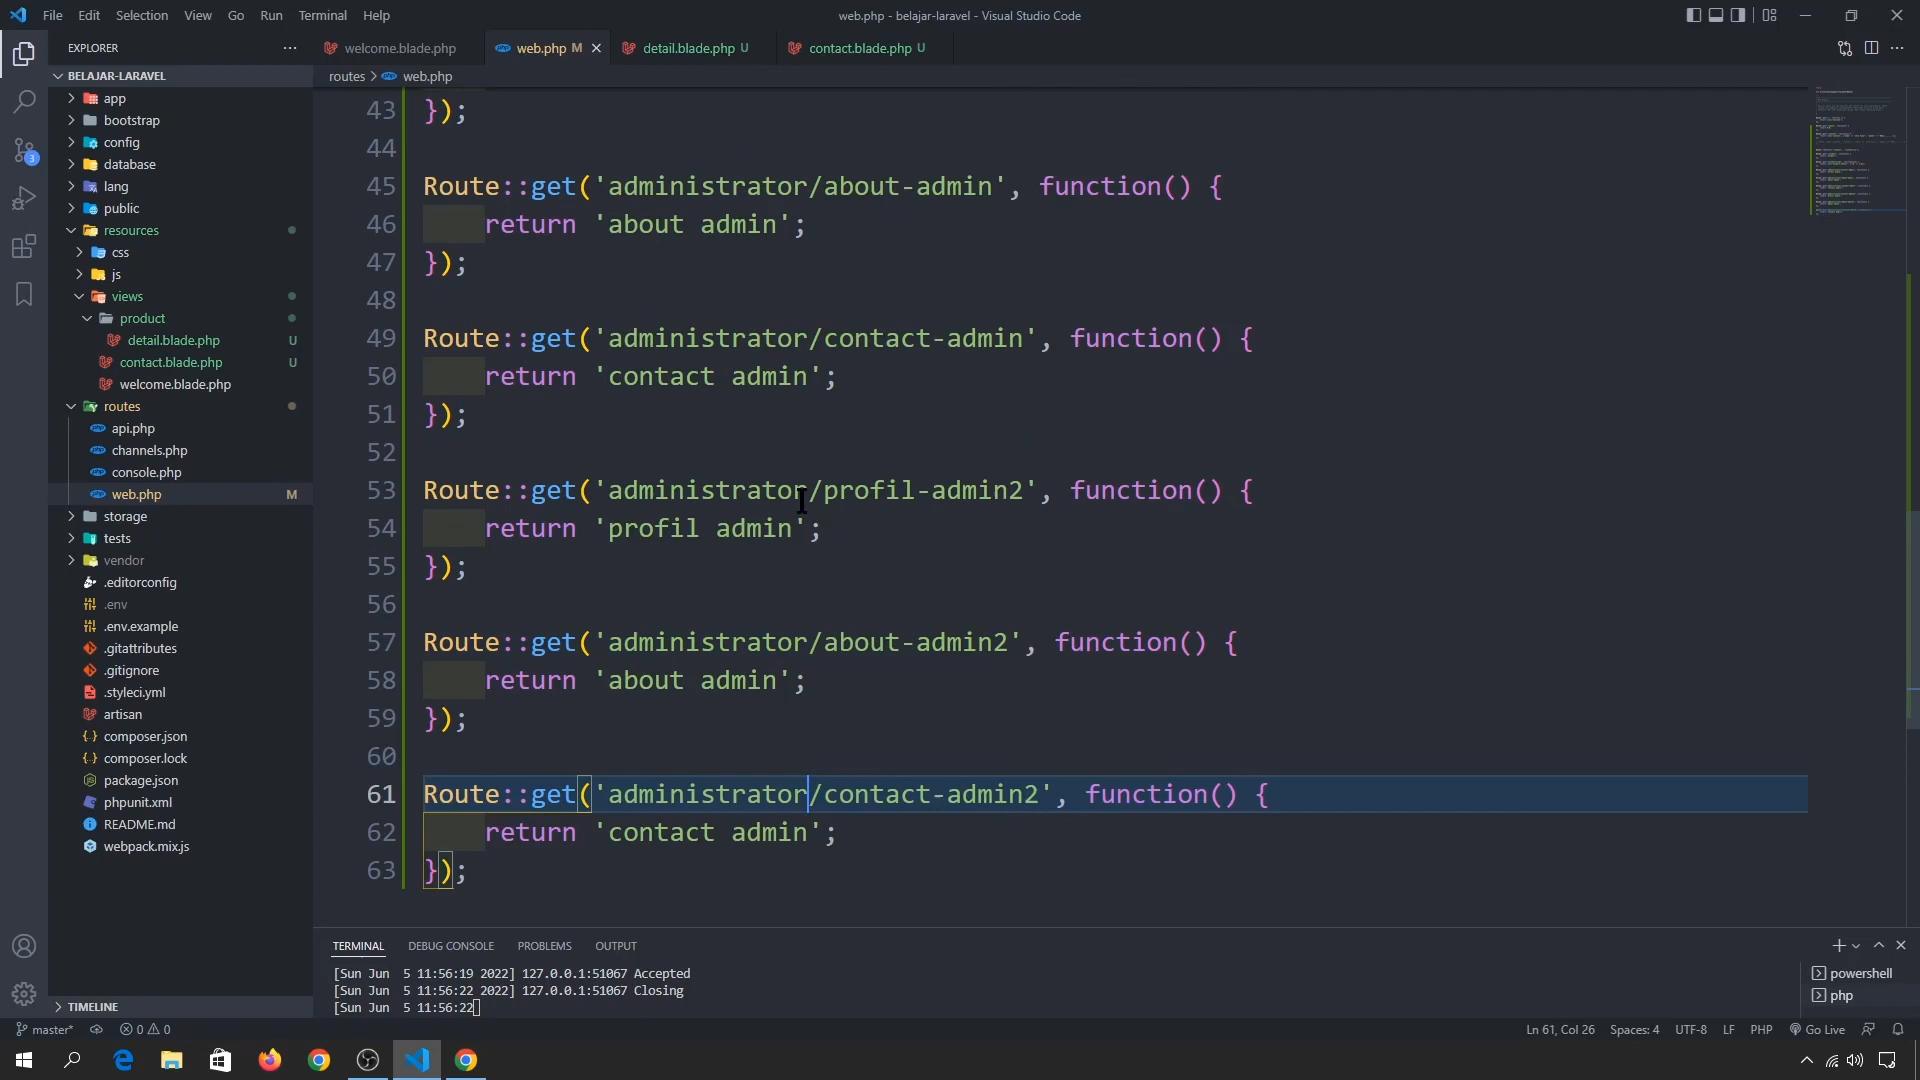 File Edit Selection View Go Run Terminal Help
web.php - belajar-laravel - Visual Studio Code
EXPLORER
welcome.blade.php
web.php M
detail.blade.php U
contact.blade.php U
BELAJAR-LARAVEL
routes > web.php
app
bootstrap
config
database
lang
public
resources
css
js
views
product
detail.blade.php U
contact.blade.php U
welcome.blade.php
routes
api.php
channels.php
console.php
web.php M
storage
tests
vendor
.editorconfig
.env
.env.example
.gitattributes
.gitignore
.styleci.yml
artisan
composer.json
composer.lock
package.json
phpunit.xml
README.md
webpack.mix.js
TIMELINE
3
43 });
44
45 Route::get('administrator/about-admin', function() {
46 return 'about admin';
47 });
48
49 Route::get('administrator/contact-admin', function() {
50 return 'contact admin';
51 });
52
53 Route::get('administrator/profil-admin2', function() {
54 return 'profil admin';
55 });
56
57 Route::get('administrator/about-admin2', function() {
58 return 'about admin';
59 });
60
61 Route::get('administrator/contact-admin2', function() {
62 return 'contact admin';
63 });
TERMINAL DEBUG CONSOLE PROBLEMS OUTPUT
[Sun Jun 5 11:56:19 2022] 127.0.0.1:51067 Accepted
[Sun Jun 5 11:56:22 2022] 127.0.0.1:51067 Closing
[Sun Jun 5 11:56:22
powershell
php
master* 0 0
Ln 61, Col 26 Spaces: 4 UTF-8 LF PHP Go Live